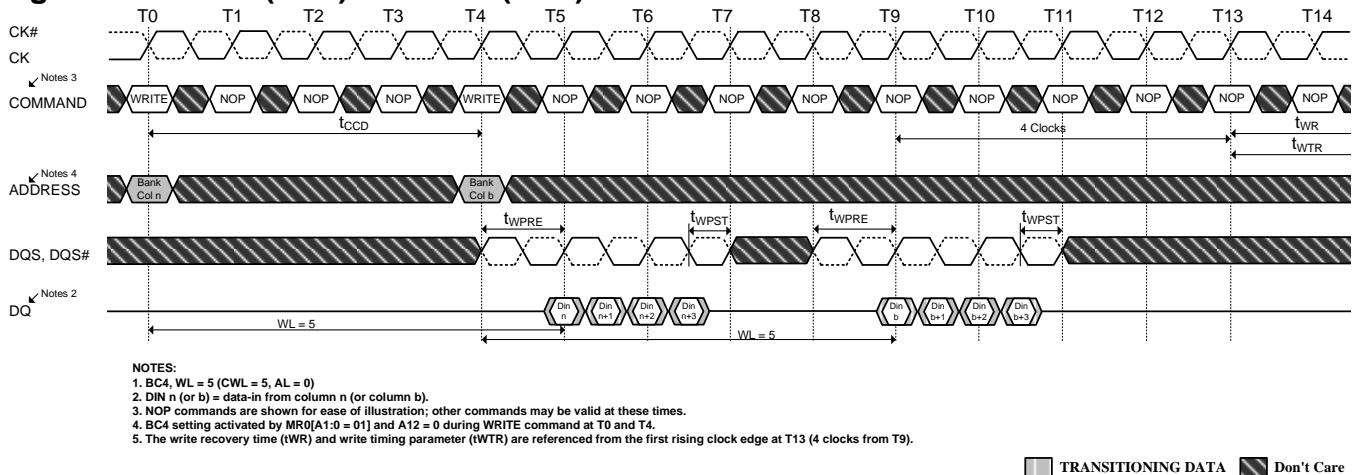 T0 T1 T2 T3 T4 T5 T6 T7 T8 T9 T10 T11 T12 T13 T14
CK#
CK
Notes 3
COMMAND
WRITE NOP NOP NOP WRITE NOP NOP NOP NOP NOP NOP NOP NOP NOP NOP
tCCD
4 Clocks
tWR
tWTR
Notes 4
ADDRESS
Bank Col n
Bank Col b
tWPRE tWPST tWPRE tWPST
DQS, DQS#
Notes 2
DQ
Din n Din n+1 Din n+2 Din n+3 Din b Din b+1 Din b+2 Din b+3
WL = 5
WL = 5
NOTES:
1. BC4, WL = 5 (CWL = 5, AL = 0)
2. DIN n (or b) = data-in from column n (or column b).
3. NOP commands are shown for ease of illustration; other commands may be valid at these times.
4. BC4 setting activated by MR0[A1:0 = 01] and A12 = 0 during WRITE command at T0 and T4.
5. The write recovery time (tWR) and write timing parameter (tWTR) are referenced from the first rising clock edge at T13 (4 clocks from T9).
TRANSITIONING DATA Don't Care